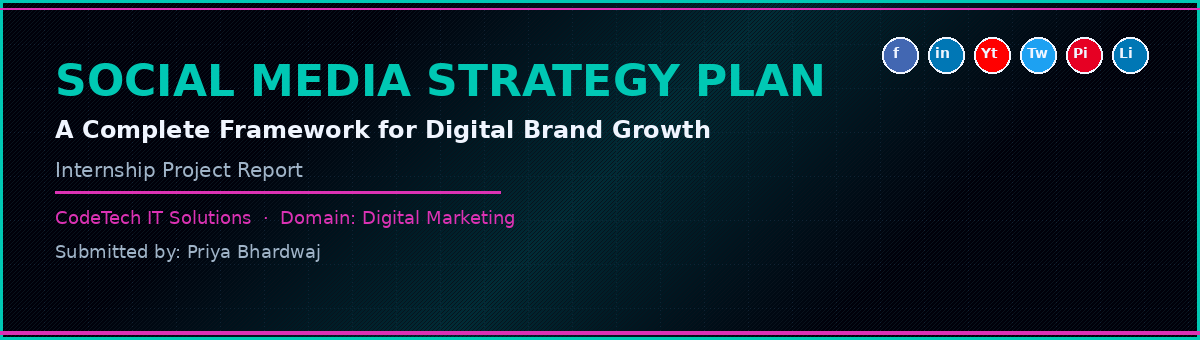 SOCIAL MEDIA STRATEGY PLAN
f in Yt Tw Pi Li
A Complete Framework for Digital Brand Growth
Internship Project Report
CodeTech IT Solutions · Domain: Digital Marketing
Submitted by: Priya Bhardwaj